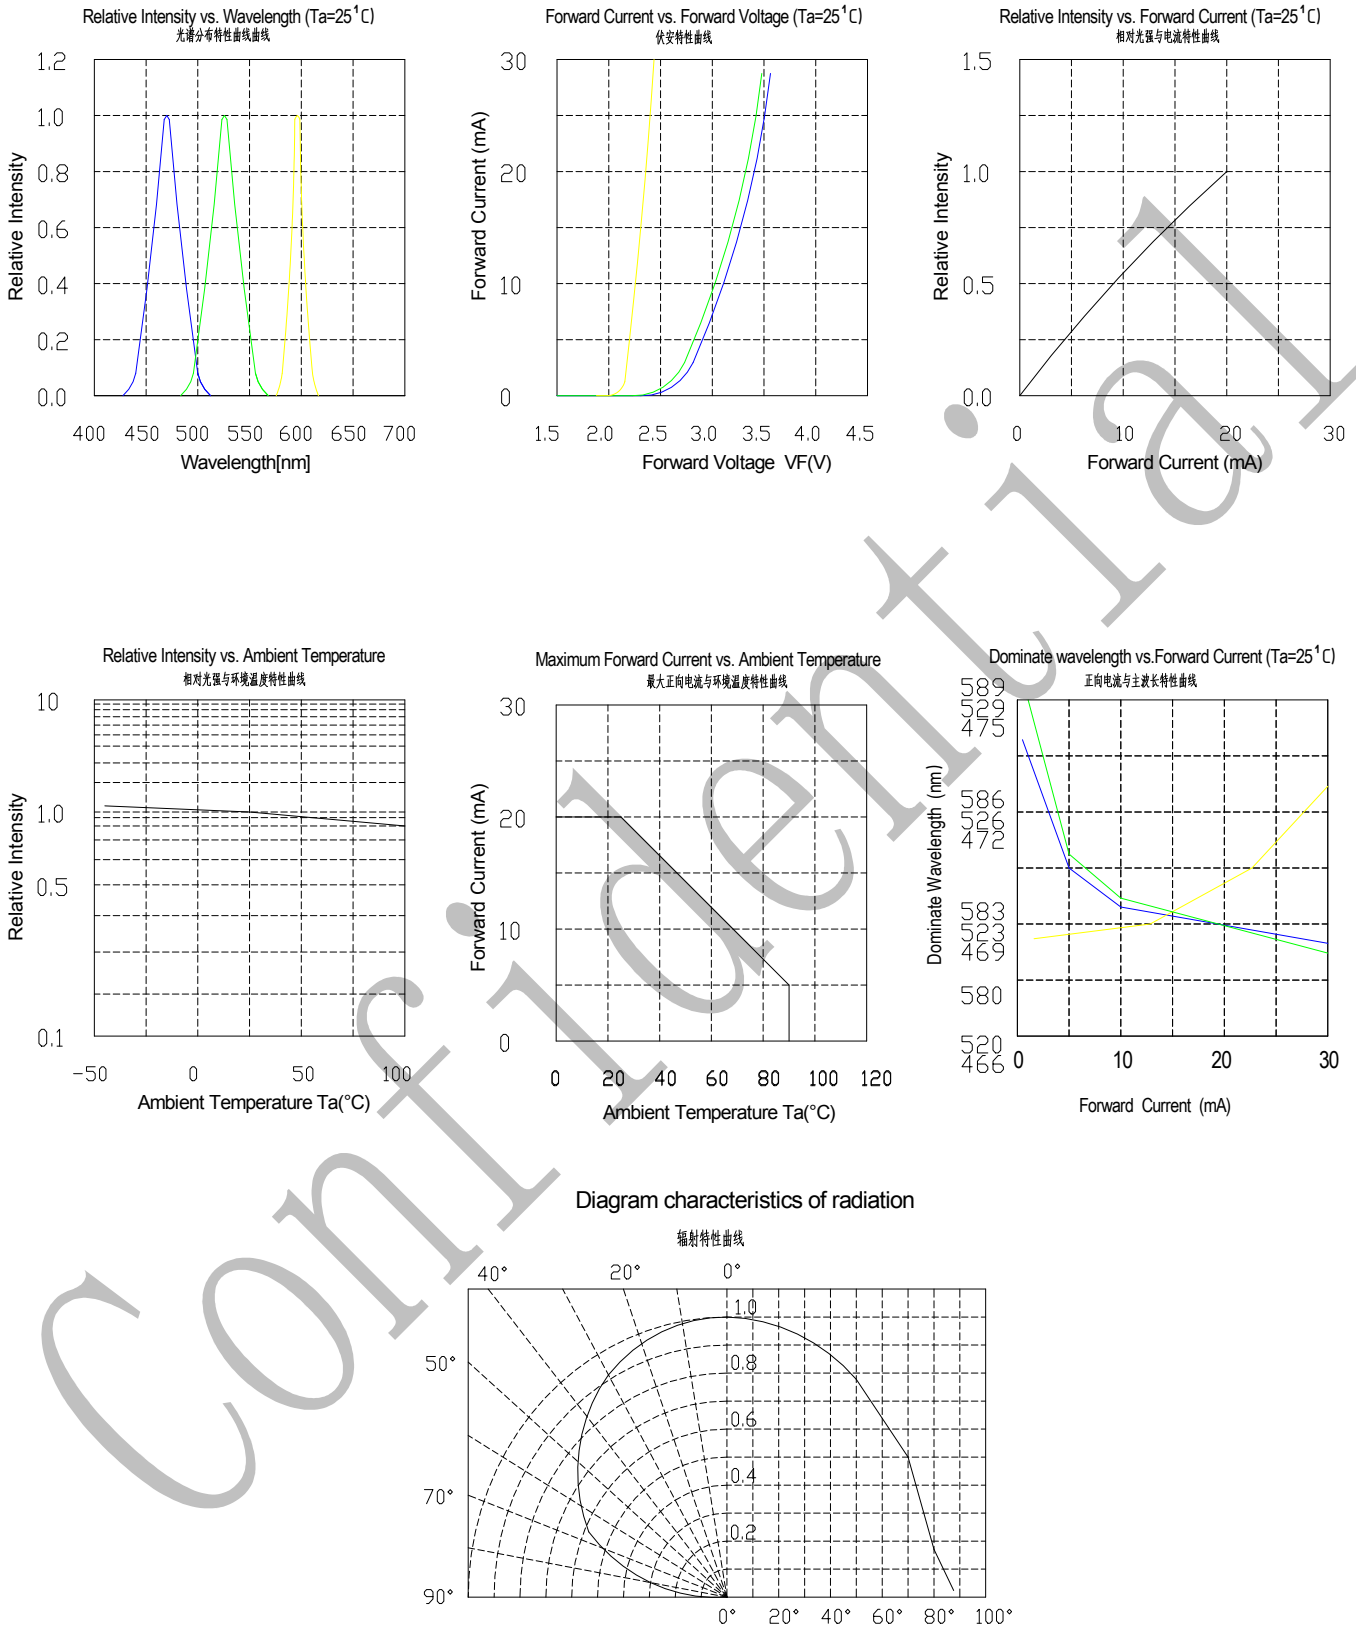 Relative Intensity vs. Wavelength (Ta=25¹C)
光谱分布特性曲线曲线
1.2
1.0
0.8
0.6
0.4
0.2
0.0
Relative Intensity
400 450 500 550 600 650 700
Wavelength[nm]
Forward Current vs. Forward Voltage (Ta=25¹C)
伏安特性曲线
30
20
10
0
Forward Current (mA)
1.5 2.0 2.5 3.0 3.5 4.0 4.5
Forward Voltage VF(V)
Relative Intensity vs. Forward Current (Ta=25¹C)
相对光强与电流特性曲线
1.5
1.0
0.5
0.0
Relative Intensity
0 10 20 30
Forward Current (mA)
Relative Intensity vs. Ambient Temperature
相对光强与环境温度特性曲线
10
1.0
0.5
0.1
Relative Intensity
-50 0 50 100
Ambient Temperature Ta(°C)
Maximum Forward Current vs. Ambient Temperature
最大正向电流与环境温度特性曲线
30
20
10
0
Forward Current (mA)
0 20 40 60 80 100 120
Ambient Temperature Ta(°C)
Dominate wavelength vs.Forward Current (Ta=25¹C)
正向电流与主波长特性曲线
589
529
475
586
526
472
583
523
469
580
520
466
Dominate Wavelength (nm)
0 10 20 30
Forward Current (mA)
Diagram characteristics of radiation
辐射特性曲线
40° 20° 0°
50°
70°
90°
1.0
0.8
0.6
0.4
0.2
0° 20° 40° 60° 80° 100°
Confidential